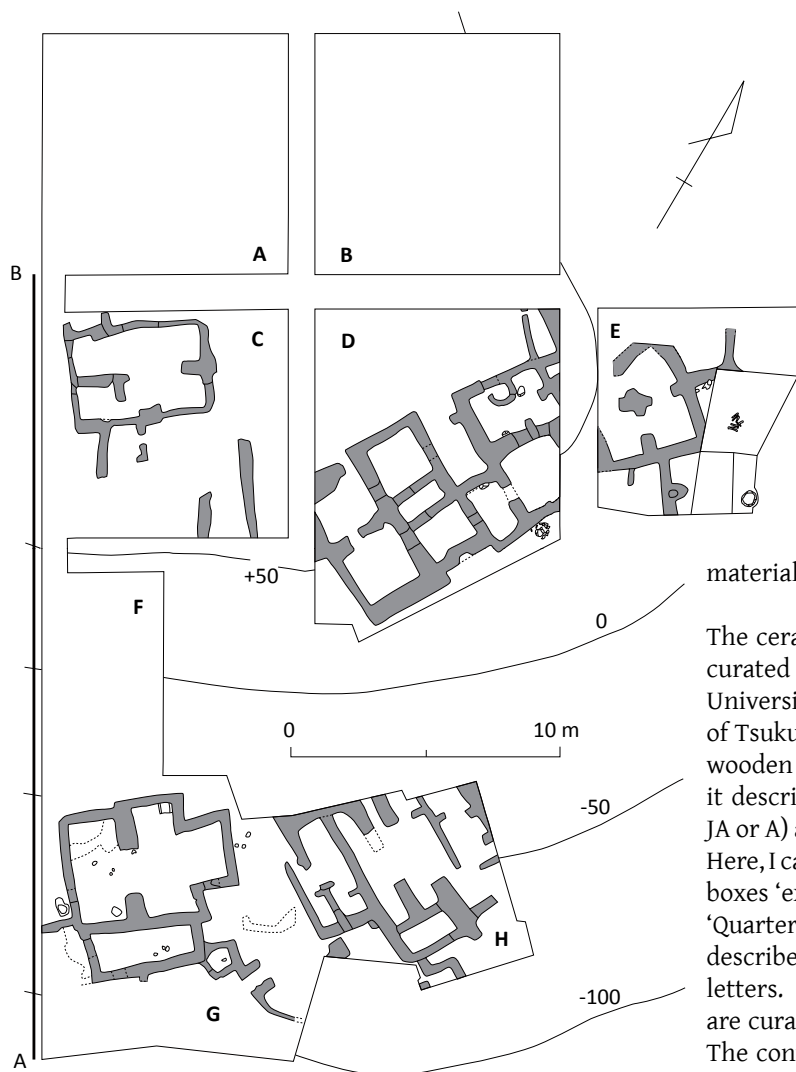 A
B
B
C
D
E
+50
F
0
0
10 m
-50
H
G
-100
A
material
The cera
curated
Universi
of Tsuku
wooden
it descri
JA or A) a
Here, I ca
boxes ‘ex
‘Quarter
describe
letters.
are cura
The con